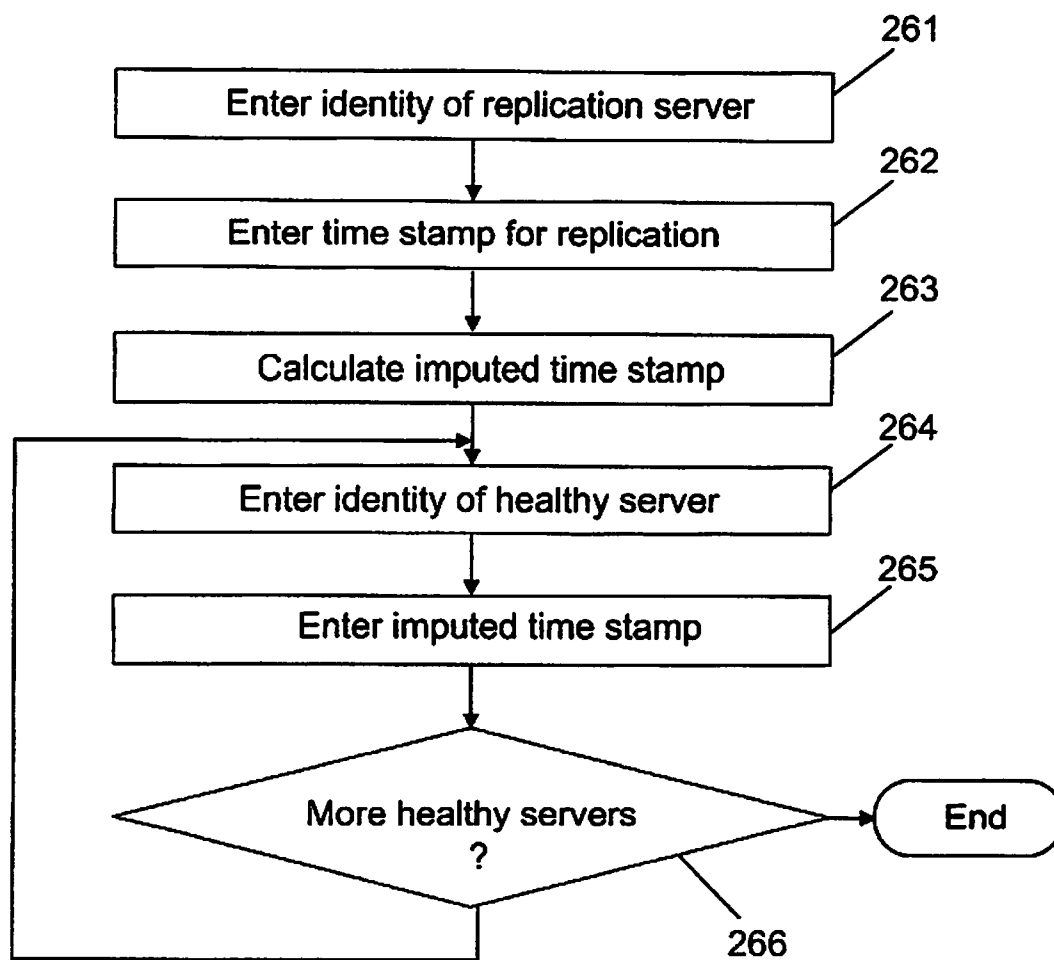 261
Enter identity of replication server
262
Enter time stamp for replication
263
Calculate imputed time stamp
264
Enter identity of healthy server
265
Enter imputed time stamp
More healthy servers
?
End
266